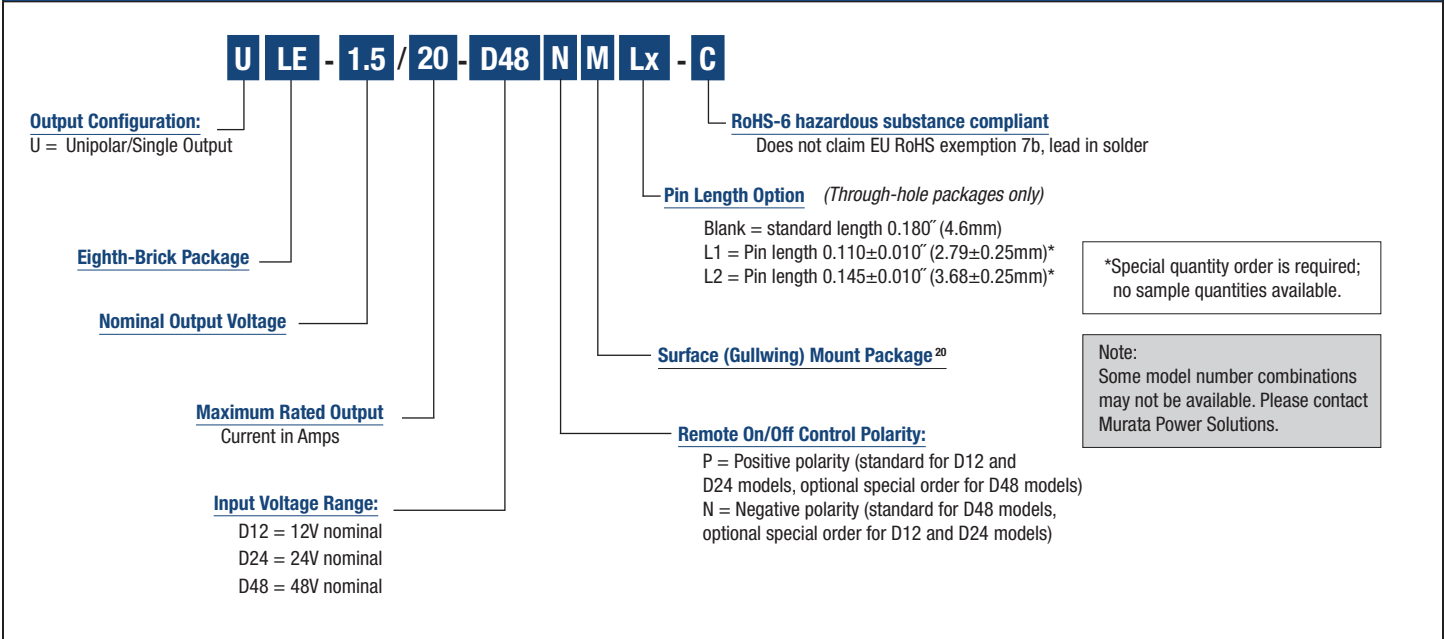 U LE - 1.5 / 20 - D48 N M Lx - C
Output Configuration:
U = Unipolar/Single Output
RoHS-6 hazardous substance compliant
Does not claim EU RoHS exemption 7b, lead in solder
Pin Length Option (Through-hole packages only)
Blank = standard length 0.180˝ (4.6mm)
L1 = Pin length 0.110±0.010˝ (2.79±0.25mm)*
L2 = Pin length 0.145±0.010˝ (3.68±0.25mm)*
*Special quantity order is required;
no sample quantities available.
Eighth-Brick Package
Nominal Output Voltage
Surface (Gullwing) Mount Package 20
Note:
Some model number combinations
may not be available. Please contact
Murata Power Solutions.
Maximum Rated Output
Current in Amps
Remote On/Off Control Polarity:
P = Positive polarity (standard for D12 and
D24 models, optional special order for D48 models)
N = Negative polarity (standard for D48 models,
optional special order for D12 and D24 models)
Input Voltage Range:
D12 = 12V nominal
D24 = 24V nominal
D48 = 48V nominal